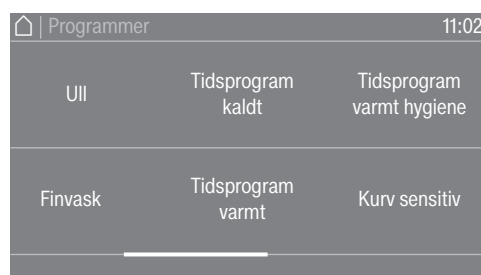 | Programmer 11:02
Ull Tidsprogram kaldt Tidsprogram varmt hygiene
Finvask Tidsprogram varmt Kurv sensitiv